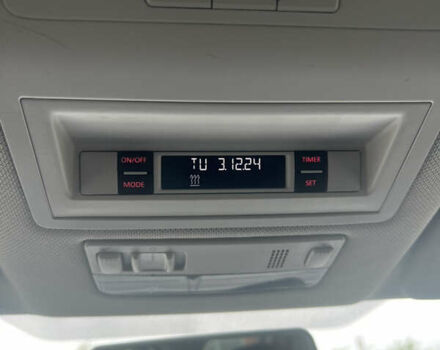 ON/OFF TU 3.12.24 TIMER
MODE SET